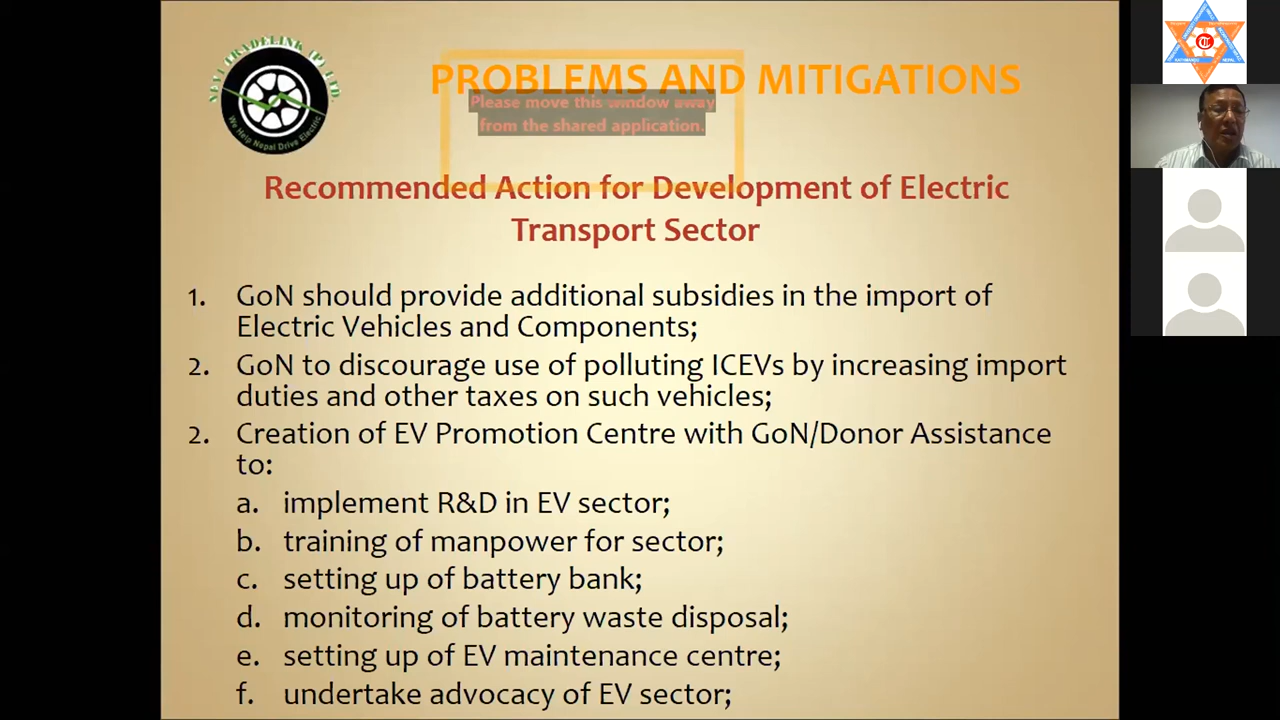 NEVI TRADELINK (P) LTD
We Help Nepal Drive Electric
PROBLEMS AND MITIGATIONS
Please move this window away
from the shared application.
Recommended Action for Development of Electric
Transport Sector
1. GoN should provide additional subsidies in the import of
Electric Vehicles and Components;
2. GoN to discourage use of polluting ICEVs by increasing import
duties and other taxes on such vehicles;
2. Creation of EV Promotion Centre with GoN/Donor Assistance
to:
a. implement R&D in EV sector;
b. training of manpower for sector;
c. setting up of battery bank;
d. monitoring of battery waste disposal;
e. setting up of EV maintenance centre;
f. undertake advocacy of EV sector;